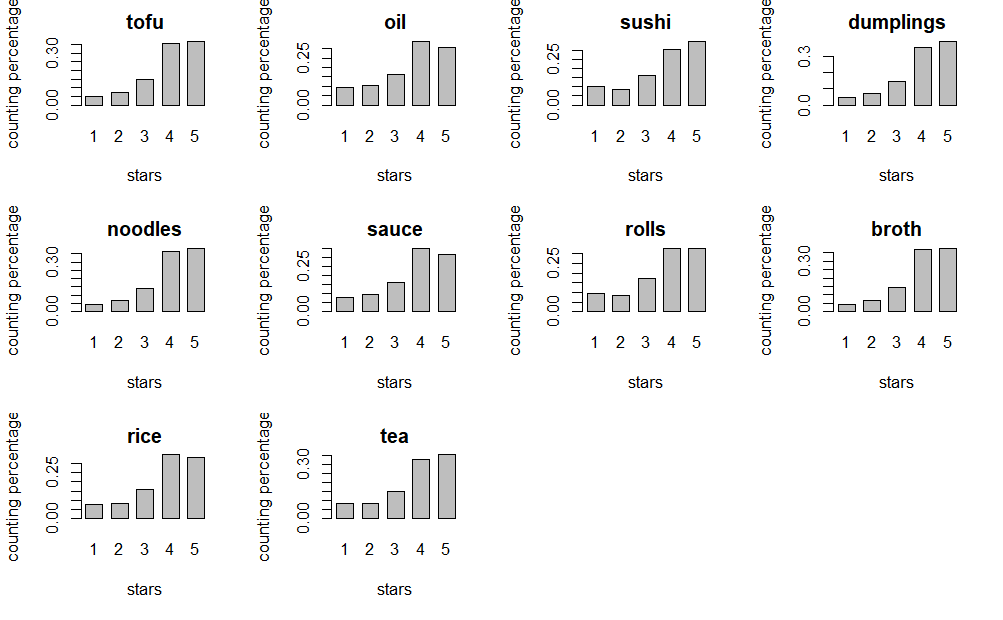 tofu
counting percentage
0.00 0.30
1 2 3 4 5
stars
oil
counting percentage
0.00 0.25
1 2 3 4 5
stars
sushi
counting percentage
0.00 0.25
1 2 3 4 5
stars
dumplings
counting percentage
0.0 0.3
1 2 3 4 5
stars
noodles
counting percentage
0.00 0.30
1 2 3 4 5
stars
sauce
counting percentage
0.00 0.25
1 2 3 4 5
stars
rolls
counting percentage
0.00 0.25
1 2 3 4 5
stars
broth
counting percentage
0.00 0.30
1 2 3 4 5
stars
rice
counting percentage
0.00 0.25
1 2 3 4 5
stars
tea
counting percentage
0.00 0.30
1 2 3 4 5
stars